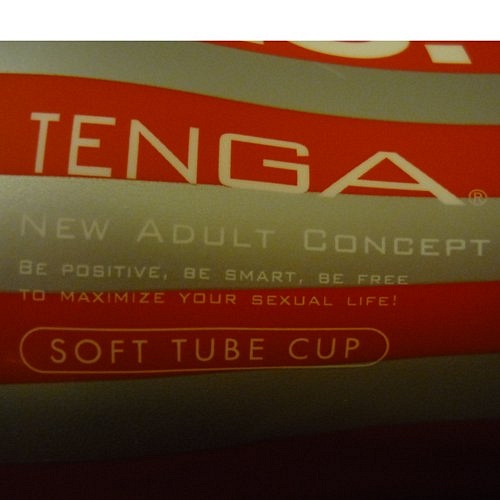 TENGA®
NEW ADULT CONCEPT
BE POSITIVE, BE SMART, BE FREE
TO MAXIMIZE YOUR SEXUAL LIFE!
SOFT TUBE CUP